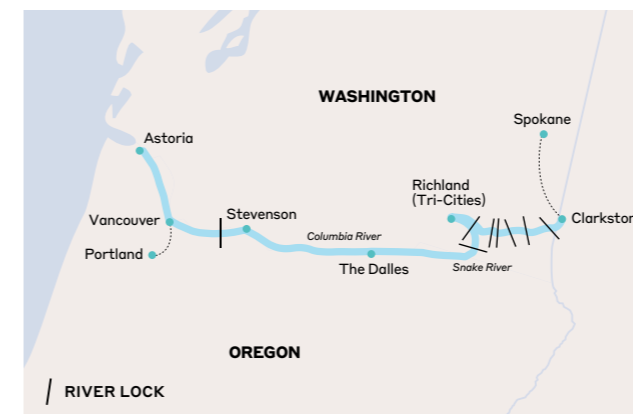 WASHINGTON
Spokane
Astoria
Richland
(Tri-Cities)
Vancouver
Stevenson
Clarkston
Columbia River
Portland
The Dalles
Snake River
OREGON
RIVER LOCK